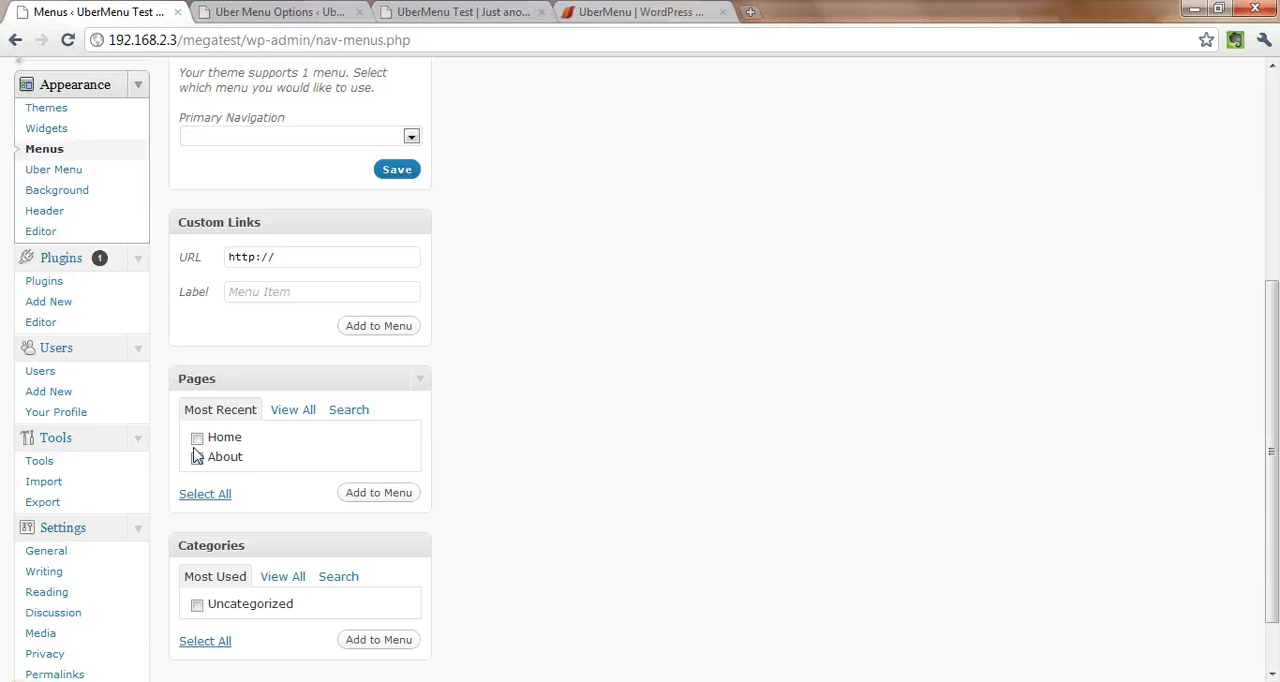 Menus ‹ UberMenu Test ...
Uber Menu Options ‹ Ub...
UberMenu Test | Just ano...
UberMenu | WordPress ...
192.168.2.3/megatest/wp-admin/nav-menus.php
Appearance
Themes
Widgets
Menus
Uber Menu
Background
Header
Editor
Plugins 1
Plugins
Add New
Editor
Users
Users
Add New
Your Profile
Tools
Tools
Import
Export
Settings
General
Writing
Reading
Discussion
Media
Privacy
Permalinks
Your theme supports 1 menu. Select
which menu you would like to use.
Primary Navigation
Save
Custom Links
URL http://
Label Menu Item
Add to Menu
Pages
Most Recent View All Search
Home
About
Select All Add to Menu
Categories
Most Used View All Search
Uncategorized
Select All Add to Menu